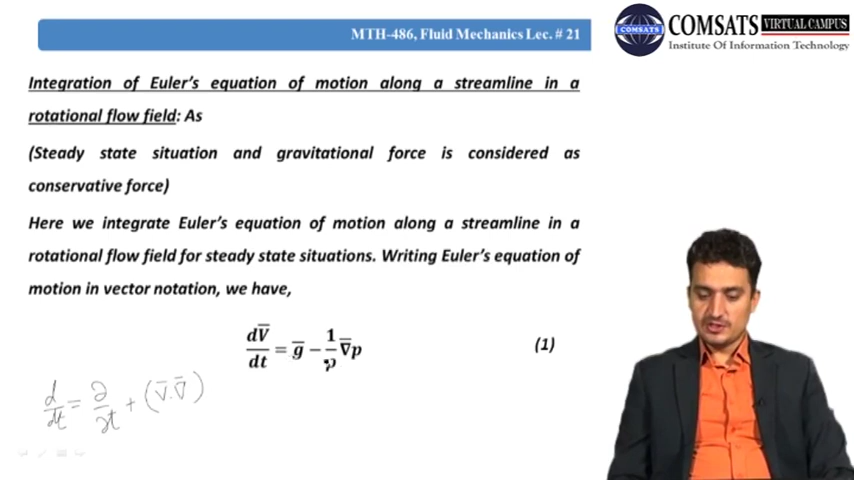 MTH-486, Fluid Mechanics Lec. # 21
COMSATS VIRTUAL CAMPUS
Institute Of Information Technology
COMSATS
Integration of Euler's equation of motion along a streamline in a
rotational flow field: As
(Steady state situation and gravitational force is considered as
conservative force)
Here we integrate Euler's equation of motion along a streamline in a
rotational flow field for steady state situations. Writing Euler's equation of
motion in vector notation, we have,
dV̅/dt = g̅ − 1/ρ ∇̅p (1)
d/dt = ∂/∂t + (V̅.∇̅)